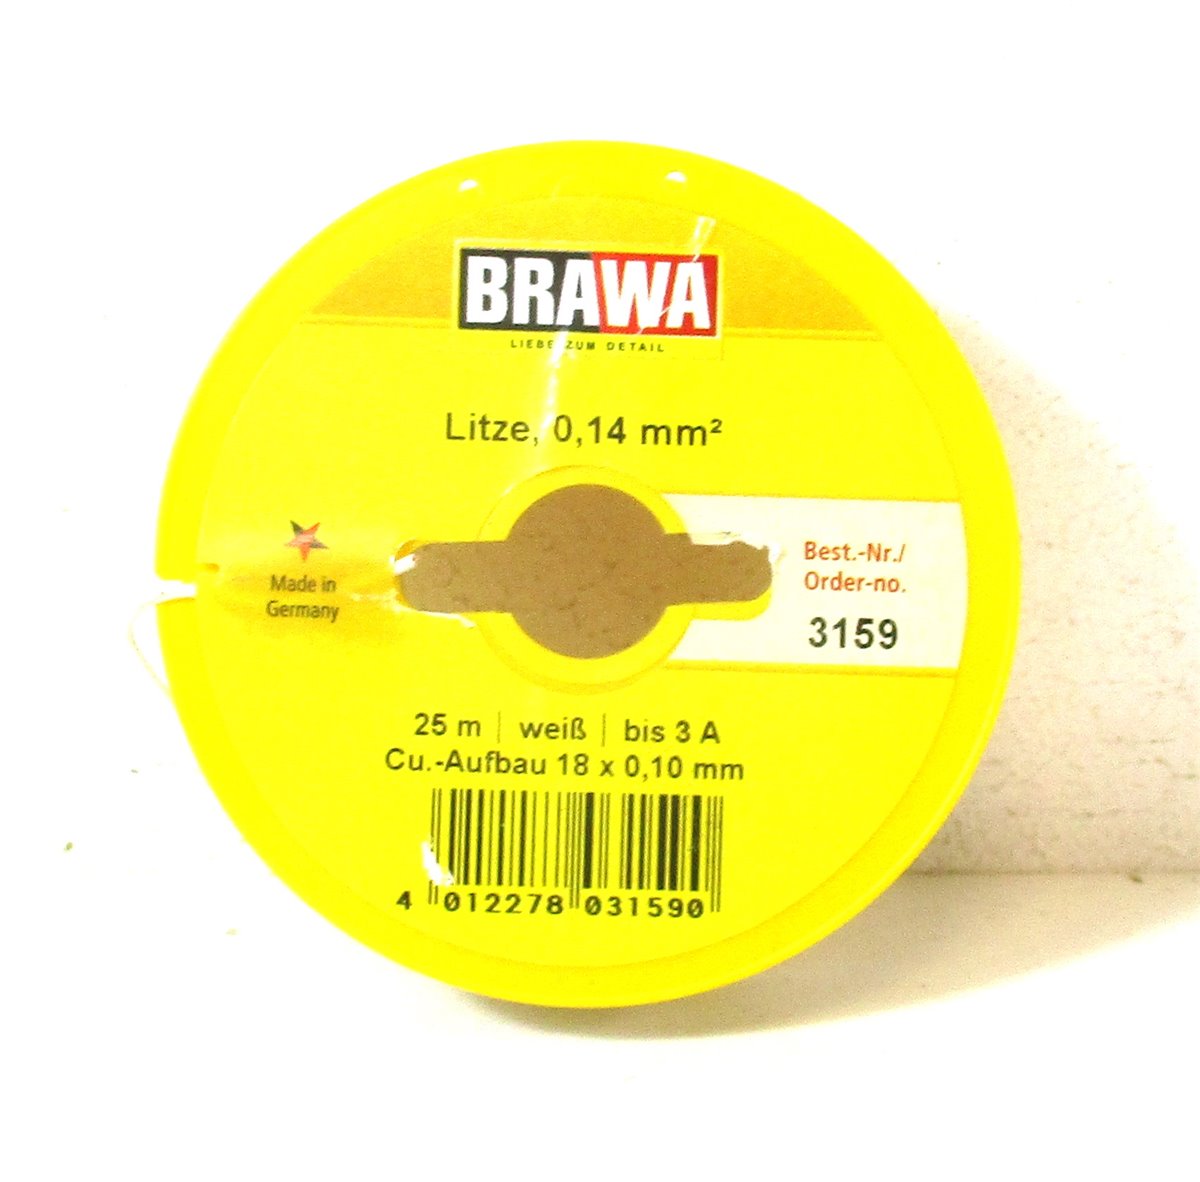 BRAWA
LIEBE ZUM DETAIL
Litze, 0,14 mm²
Made in
Germany
Best.-Nr./
Order-no.
3159
25 m | weiß | bis 3 A
Cu.-Aufbau 18 x 0,10 mm
4 012278 031590